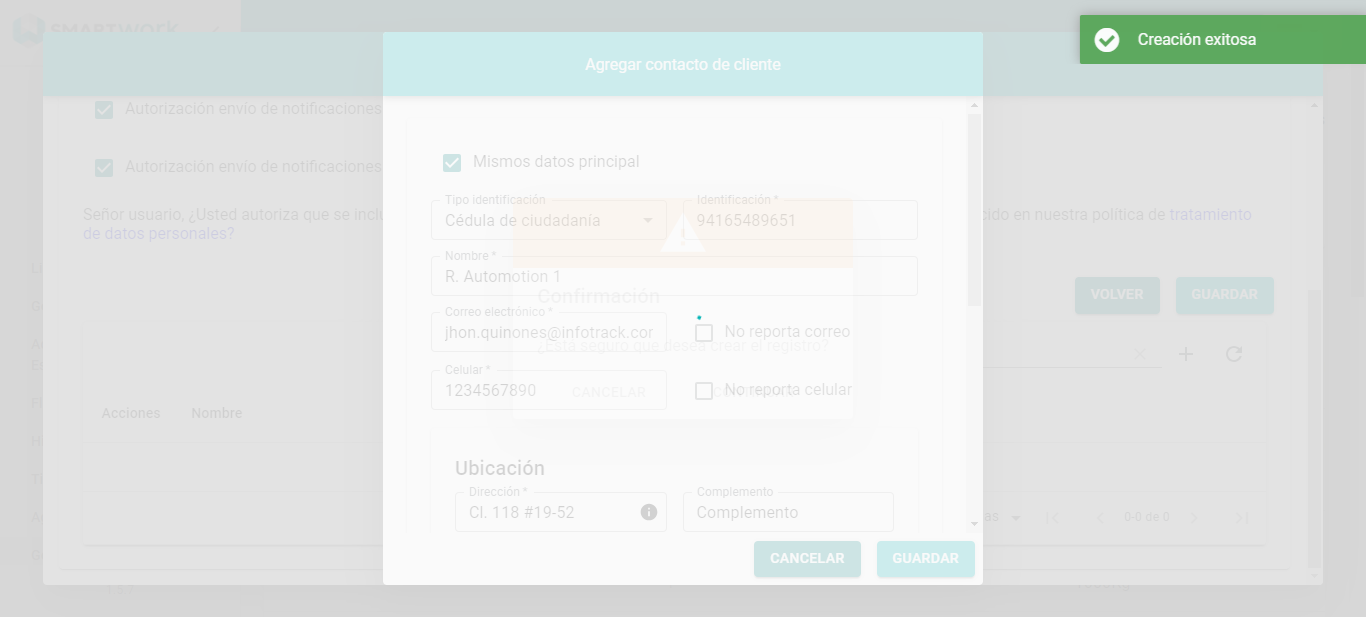 SMARTWORK
Creación exitosa
Agregar contacto de cliente
Autorización envío de notificaciones
Mismos datos principal
Autorización envío de notificaciones
Tipo identificación
Identificación *
Cédula de ciudadanía
94165489651
Señor usuario, ¿Usted autoriza que se
cido en nuestra política de tratamiento
de datos personales?
Nombre *
R. Automotion 1
Confirmación
VOLVER
GUARDAR
Correo electrónico *
jhon.quinones@infotrack.cor
No reporta correo
¿Está seguro que desea crear el registro?
Celular *
1234567890
CANCELAR
No reporta celular
Acciones
Nombre
Ubicación
Dirección *
Complemento
Cl. 118 #19-52
Complemento
0-0 de 0
CANCELAR
GUARDAR